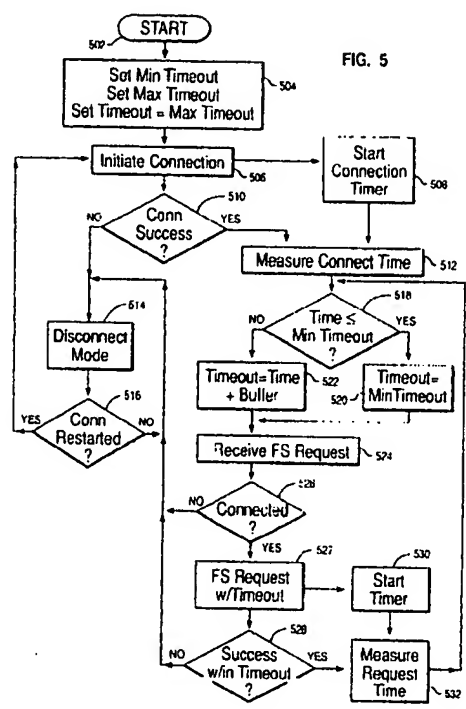 START
502
FIG. 5
Set Min Timeout
Set Max Timeout
Set Timeout = Max Timeout
504
Initiate Connection
506
Start
Connection
Timer
508
510
Conn
Success
?
NO
YES
Measure Connect Time
512
514
Disconnect
Mode
516
Conn
Restarted
?
YES
NO
518
Time ≤
Min Timeout
?
NO
YES
Timeout=Time
+ Buffer
522
520
Timeout=
MinTimeout
Receive FS Request
524
526
Connected
?
NO
YES
527
FS Request
w/Timeout
530
Start
Timer
528
Success
w/in Timeout
?
NO
YES
Measure
Request
Time
532